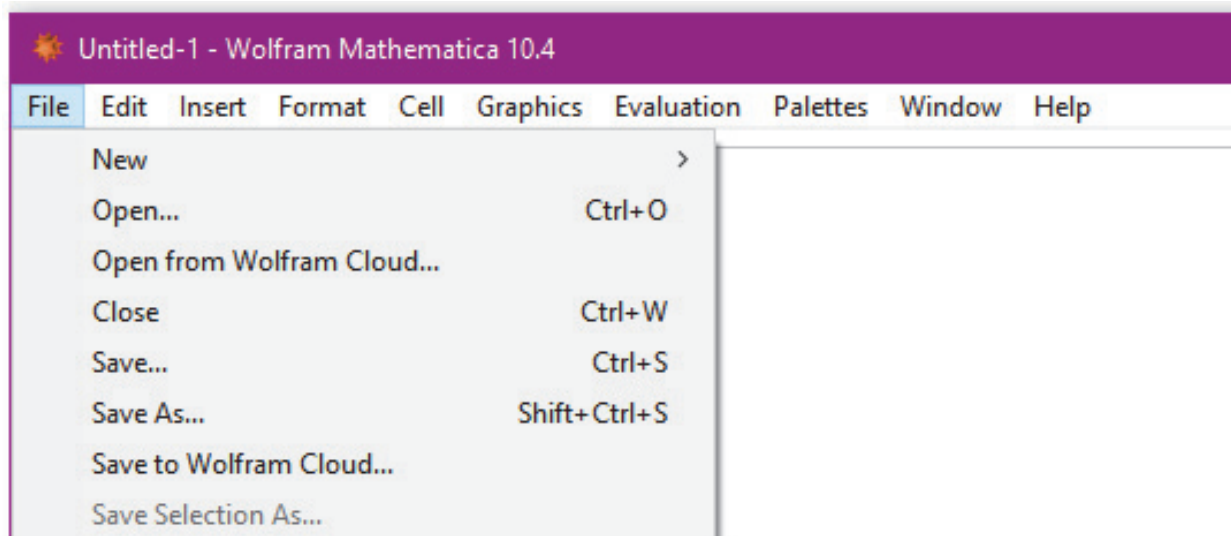 Untitled-1 - Wolfram Mathematica 10.4
File Edit Insert Format Cell Graphics Evaluation Palettes Window Help
New >
Open... Ctrl+O
Open from Wolfram Cloud...
Close Ctrl+W
Save... Ctrl+S
Save As... Shift+Ctrl+S
Save to Wolfram Cloud...
Save Selection As...